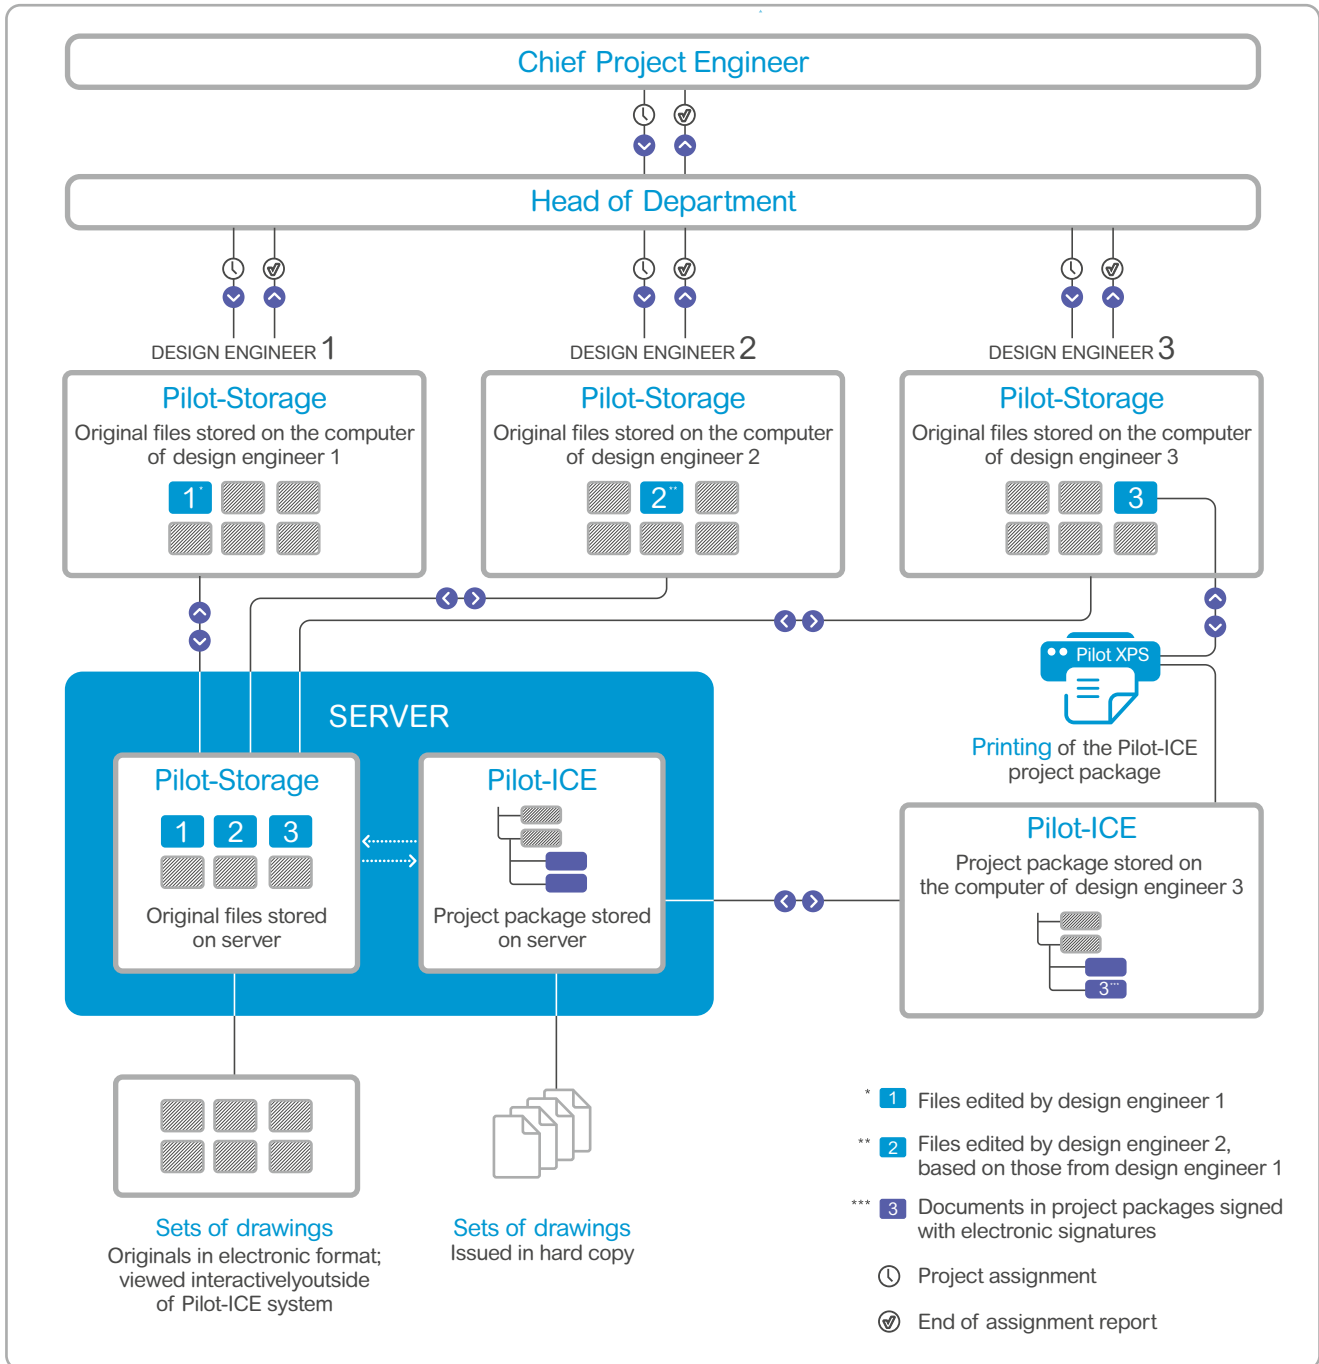 Chief Project Engineer
Head of Department
DESIGN ENGINEER 1
DESIGN ENGINEER 2
DESIGN ENGINEER 3
Pilot-Storage
Original files stored on the computer
of design engineer 1
1*
Pilot-Storage
Original files stored on the computer
of design engineer 2
2**
Pilot-Storage
Original files stored on the computer
of design engineer 3
3
Pilot XPS
Printing of the Pilot-ICE
project package
SERVER
Pilot-Storage
1 2 3
Original files stored
on server
Pilot-ICE
Project package stored
on server
Pilot-ICE
Project package stored on
the computer of design engineer 3
3***
Sets of drawings
Originals in electronic format;
viewed interactivelyoutside
of Pilot-ICE system
Sets of drawings
Issued in hard copy
* 1 Files edited by design engineer 1
** 2 Files edited by design engineer 2,
based on those from design engineer 1
*** 3 Documents in project packages signed
with electronic signatures
Project assignment
End of assignment report